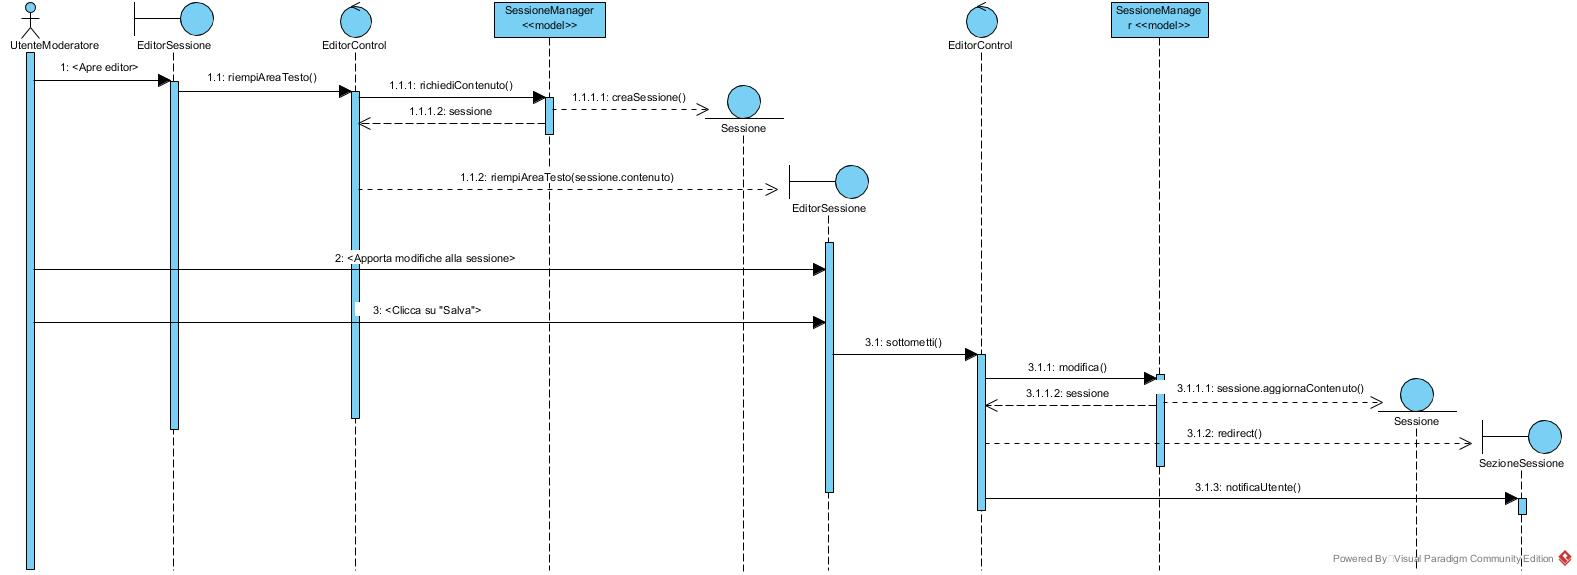 SessioneManager
<<model>>
SessioneManage
r <<model>>
UtenteModeratore
EditorSessione
EditorControl
EditorControl
1: <Apre editor>
1.1: riempiAreaTesto()
1.1.1: richiediContenuto()
1.1.1.1: creaSessione()
1.1.1.2: sessione
Sessione
1.1.2: riempiAreaTesto(sessione.contenuto)
EditorSessione
2: <Apporta modifiche alla sessione>
3: <Clicca su "Salva">
3.1: sottometti()
3.1.1: modifica()
3.1.1.1: sessione.aggiornaContenuto()
3.1.1.2: sessione
Sessione
3.1.2: redirect()
SezioneSessione
3.1.3: notificaUtente()
Powered By Visual Paradigm Community Edition